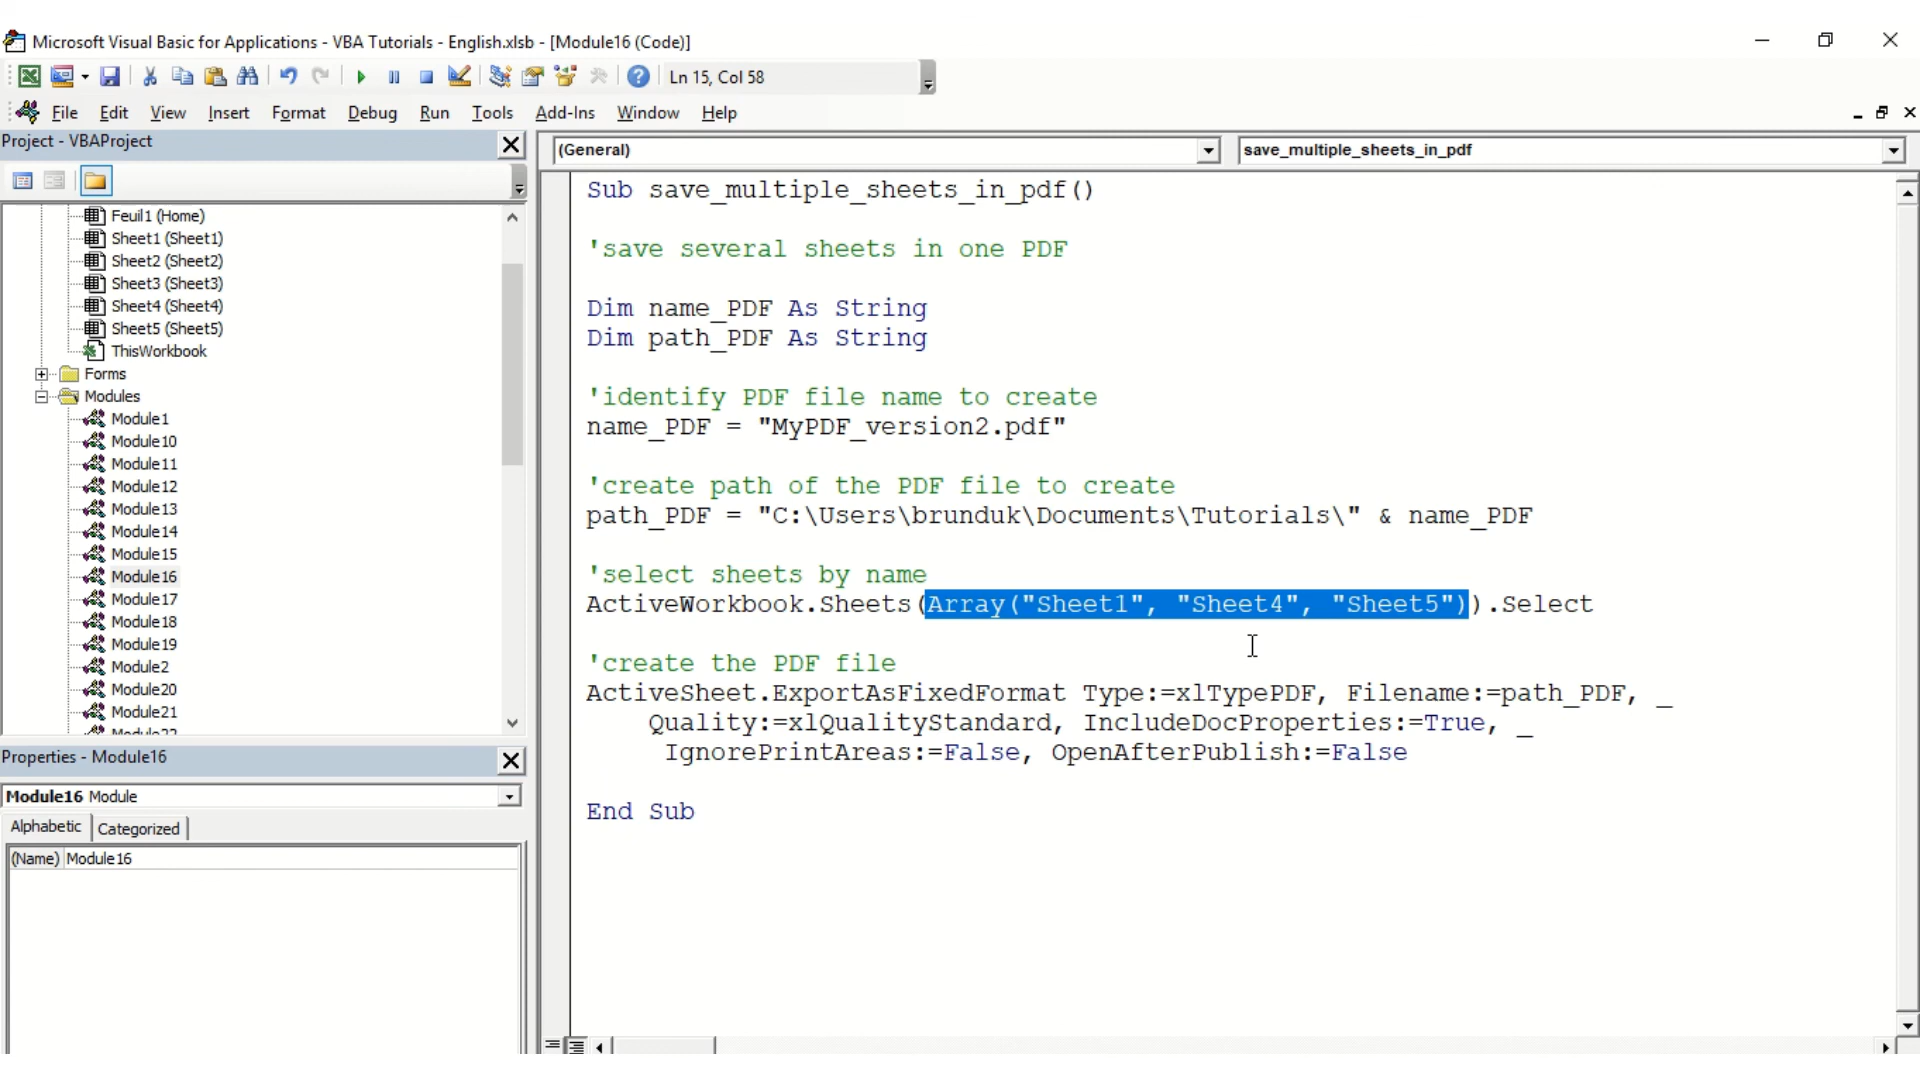 Microsoft Visual Basic for Applications - VBA Tutorials - English.xlsb - [Module16 (Code)]
Ln 15, Col 58
File Edit View Insert Format Debug Run Tools Add-Ins Window Help
Project - VBAProject
Feuil1 (Home)
Sheet1 (Sheet1)
Sheet2 (Sheet2)
Sheet3 (Sheet3)
Sheet4 (Sheet4)
Sheet5 (Sheet5)
ThisWorkbook
Forms
Modules
Module1
Module10
Module11
Module12
Module13
Module14
Module15
Module16
Module17
Module18
Module19
Module2
Module20
Module21
Module22
Properties - Module16
Module16 Module
Alphabetic Categorized
(Name) Module16
(General) save_multiple_sheets_in_pdf
Sub save_multiple_sheets_in_pdf()
'save several sheets in one PDF
Dim name_PDF As String
Dim path_PDF As String
'identify PDF file name to create
name_PDF = "MyPDF_version2.pdf"
'create path of the PDF file to create
path_PDF = "C:\Users\brunduk\Documents\Tutorials\" & name_PDF
'select sheets by name
ActiveWorkbook.Sheets(Array("Sheet1", "Sheet4", "Sheet5")).Select
'create the PDF file
ActiveSheet.ExportAsFixedFormat Type:=xlTypePDF, Filename:=path_PDF, _
Quality:=xlQualityStandard, IncludeDocProperties:=True, _
IgnorePrintAreas:=False, OpenAfterPublish:=False
End Sub